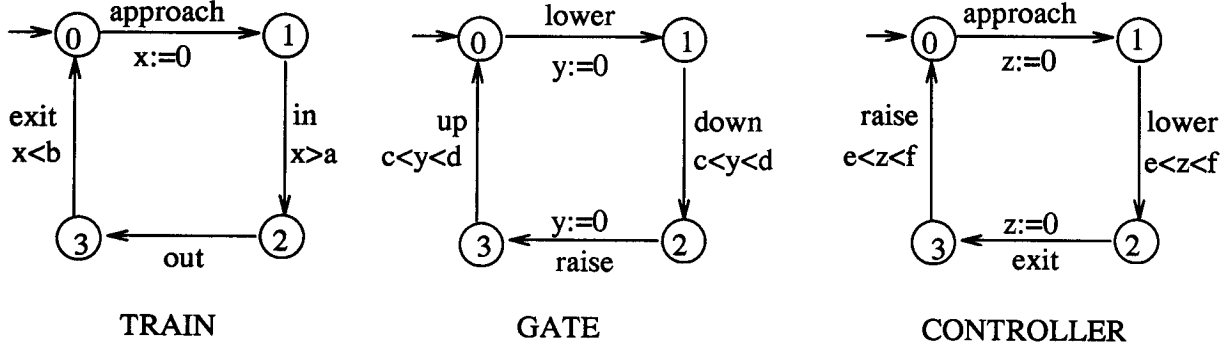 approach
0
1
x:=0
exit
x<b
in
x>a
3
2
out
TRAIN
lower
0
1
y:=0
up
c<y<d
down
c<y<d
y:=0
3
2
raise
GATE
approach
0
1
z:=0
raise
e<z<f
lower
e<z<f
z:=0
3
2
exit
CONTROLLER